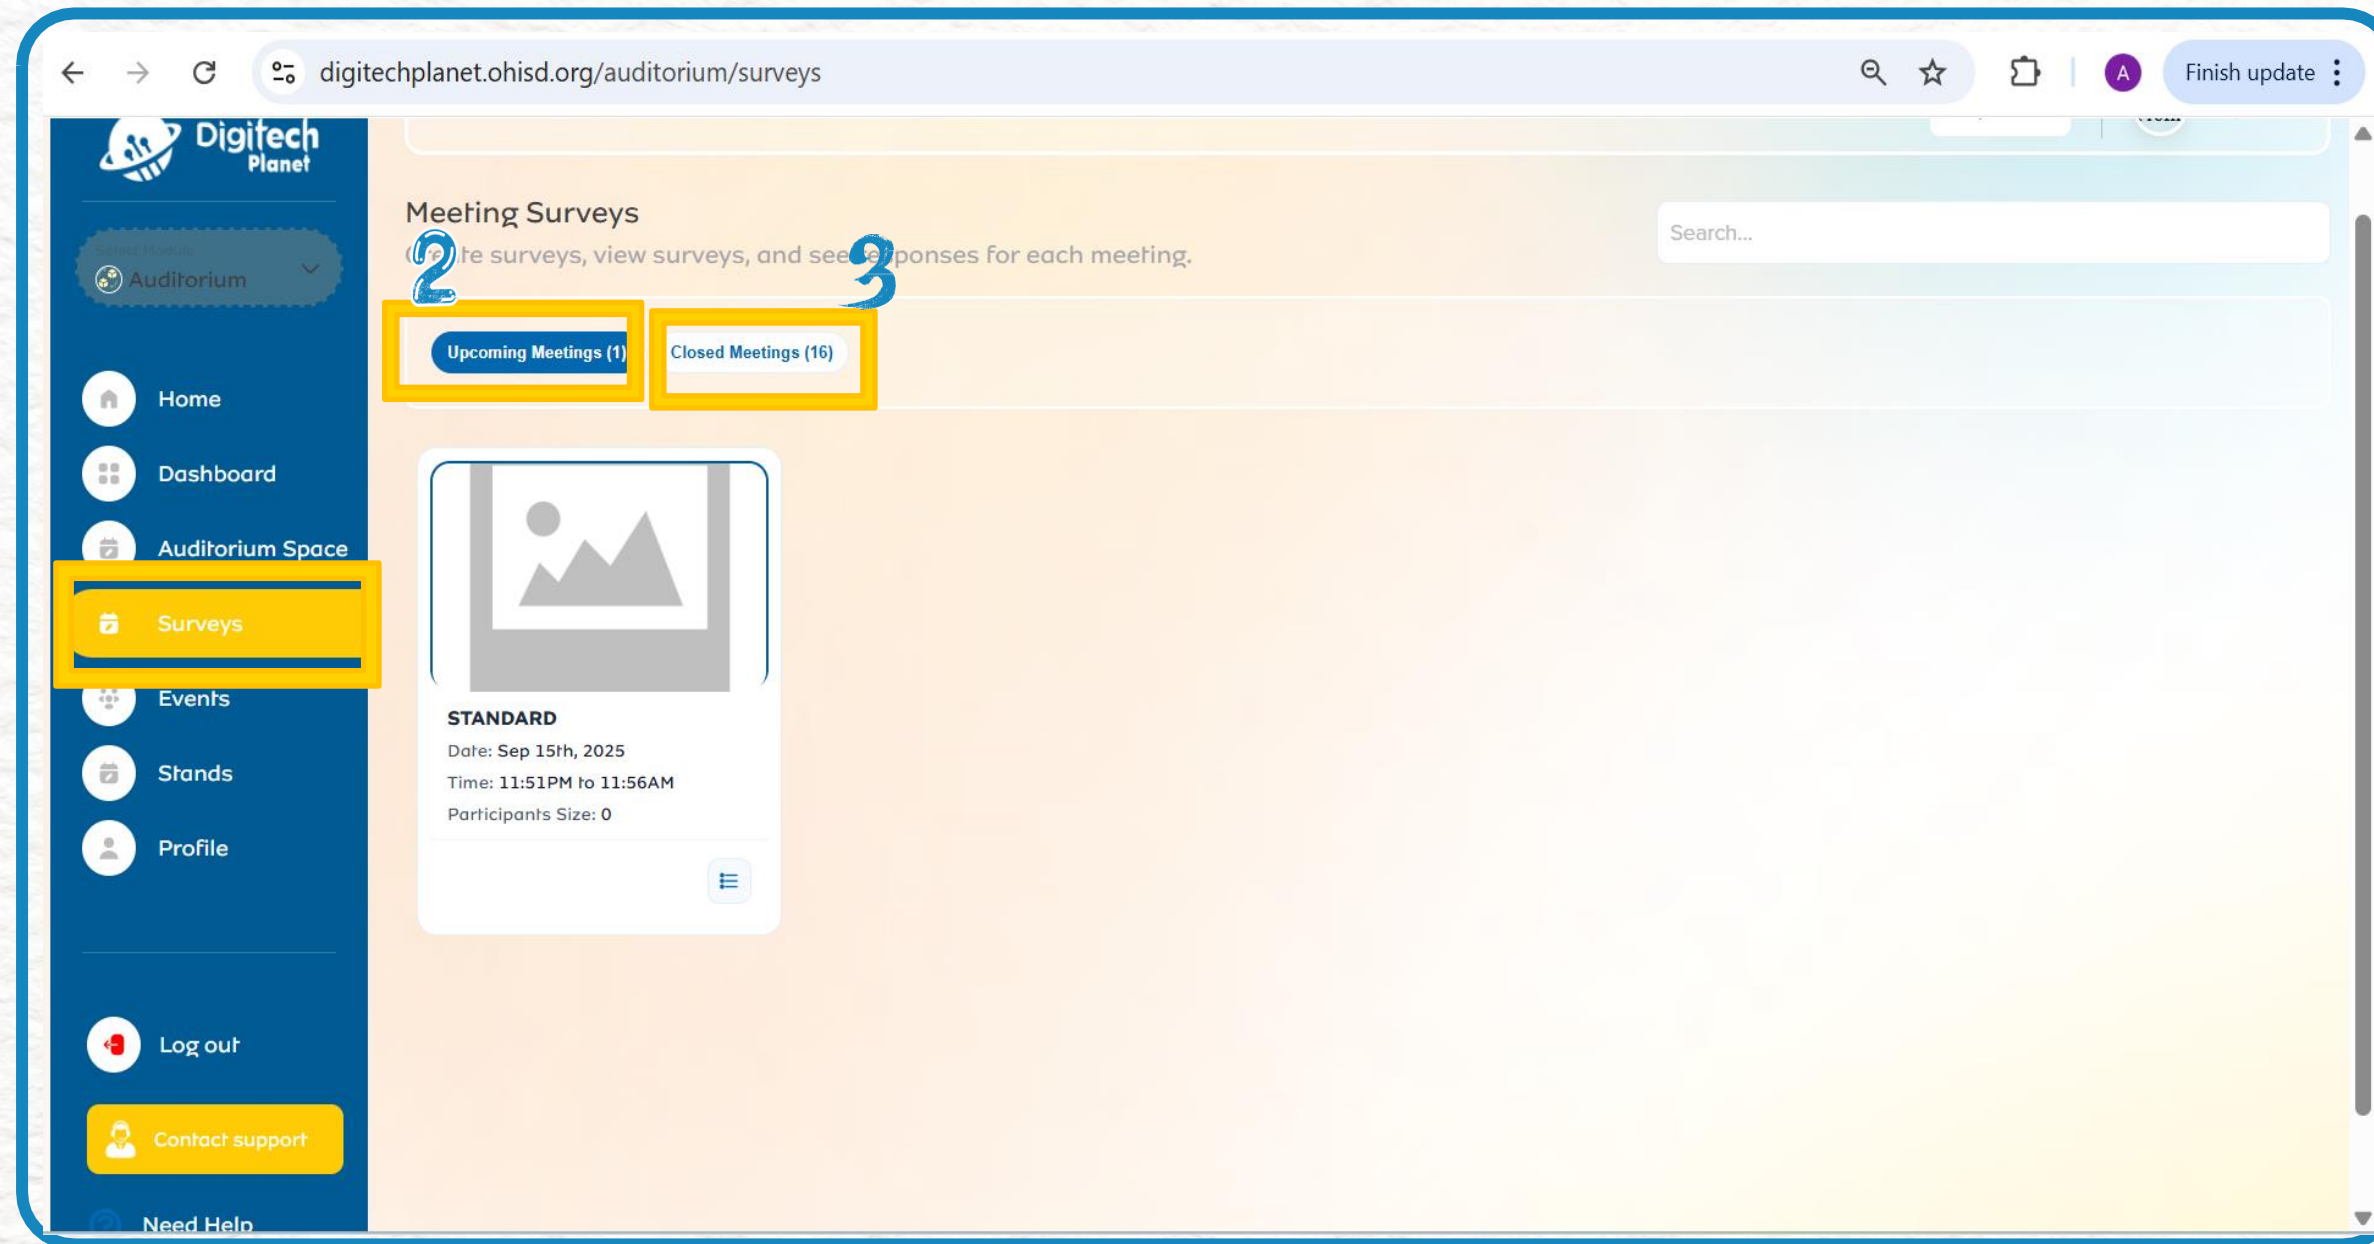 digitechplanet.ohisd.org/auditorium/surveys
A
Finish update
Digitech
Planet
Select Module
Auditorium
Home
Dashboard
Auditorium Space
Surveys
Events
Stands
Profile
Log out
Contact support
Need Help
Meeting Surveys
surveys, view surveys, and see for each meeting.
Search...
2
3
Upcoming Meetings (1)
Closed Meetings (16)
STANDARD
Date: Sep 15th, 2025
Time: 11:51PM to 11:56AM
Participants Size: 0